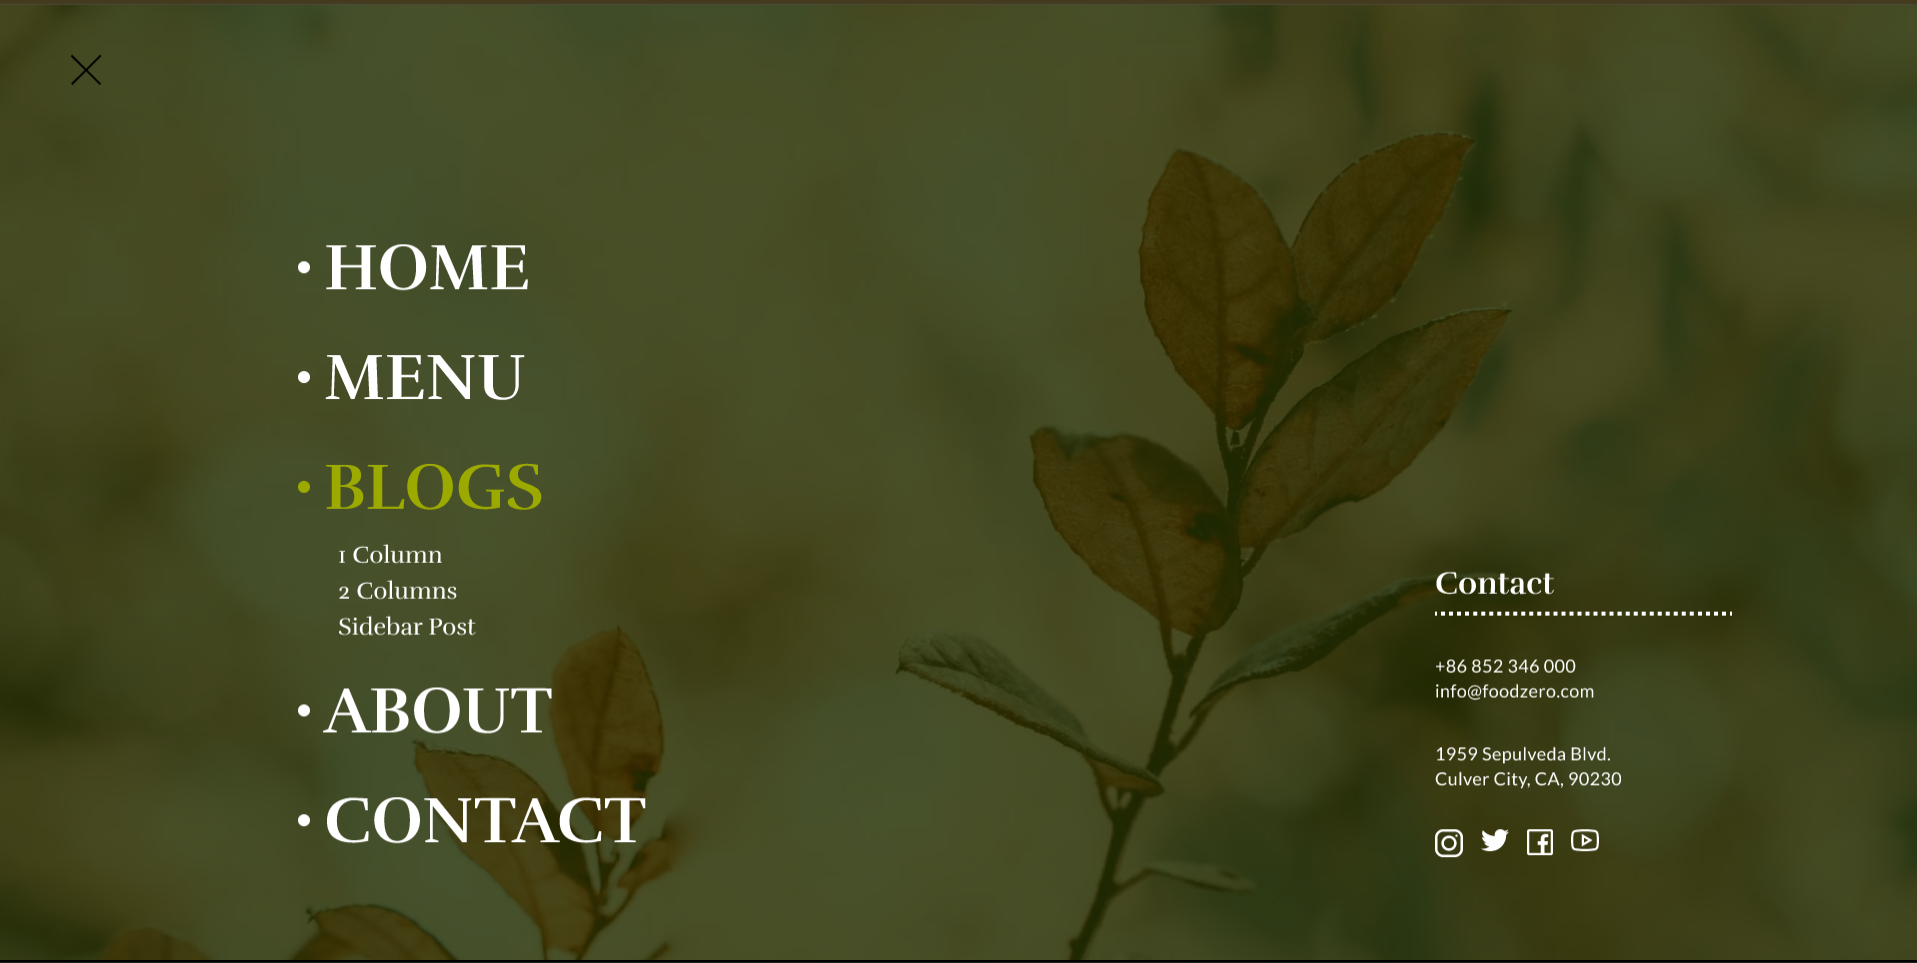 • HOME
• MENU
• BLOGS
1 Column
2 Columns
Sidebar Post
• ABOUT
• CONTACT
Contact
+86 852 346 000
info@foodzero.com
1959 Sepulveda Blvd.
Culver City, CA, 90230